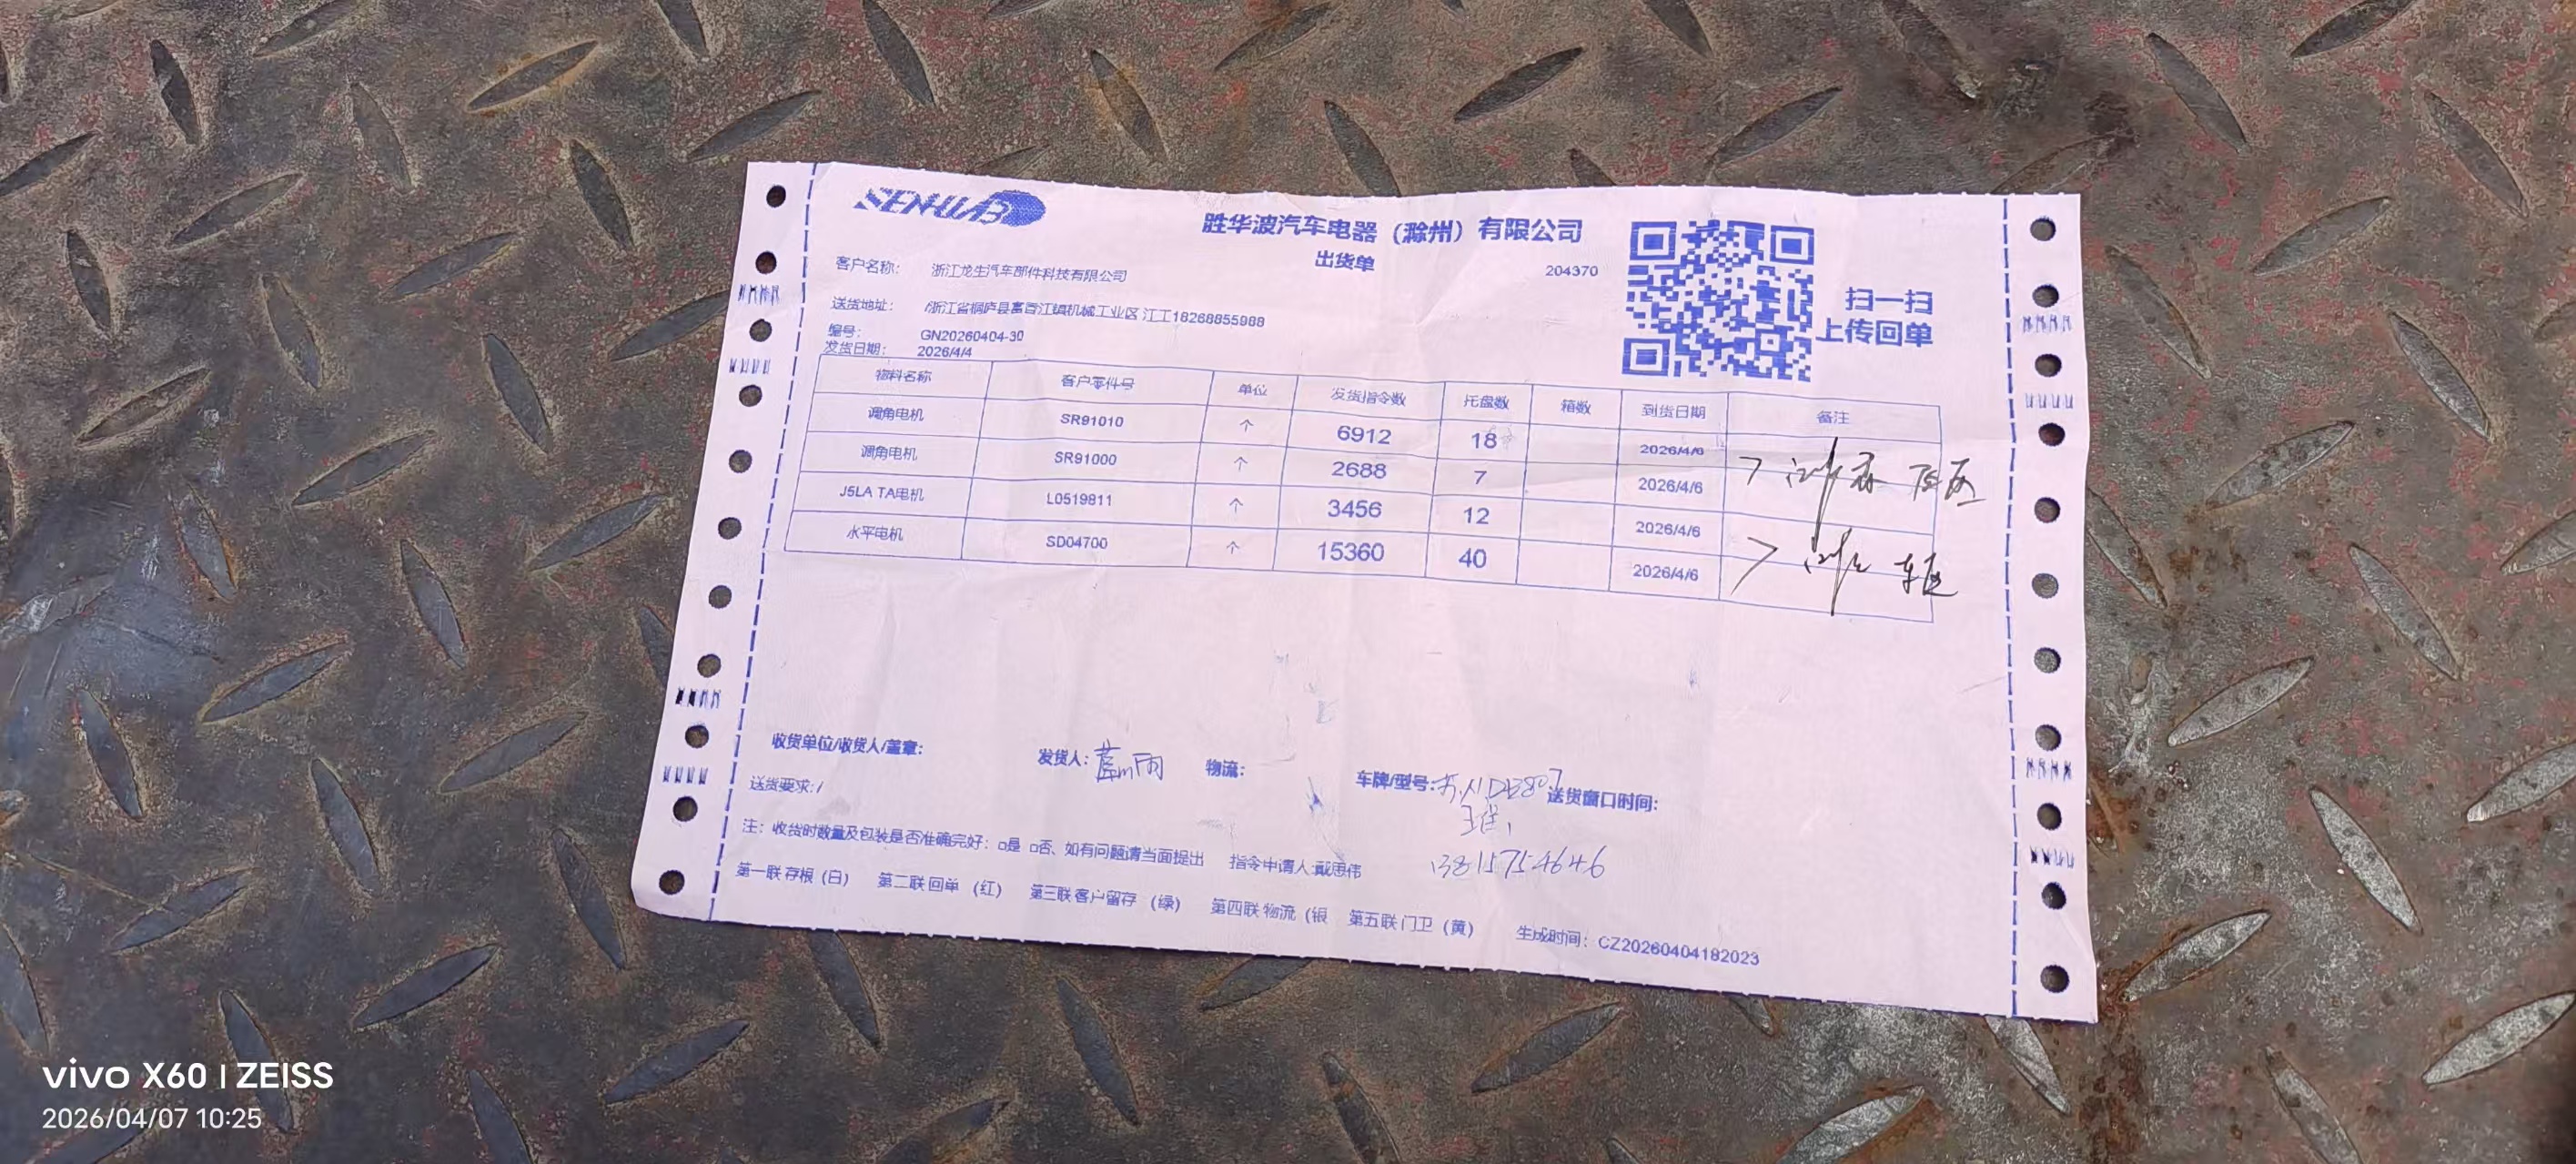 SENWAB
胜华波汽车电器（滁州）有限公司
出货单
204370
扫一扫
上传回单
客户名称： 浙江龙生汽车部件科技有限公司
送货地址： 浙江省桐庐县富春江镇机械工业区 江工18268855988
编号： GN20260404-30
发货日期： 2026/4/4
物料名称 客户零件号 单位 发货指令数 托盘数 箱数 到货日期 备注
调角电机 SR91010 个 6912 18 2026/4/6
调角电机 SR91000 个 2688 7 2026/4/6
J5LA TA电机 L0519811 个 3456 12 2026/4/6
水平电机 SD04700 个 15360 40 2026/4/6
收货单位/收货人/盖章： 发货人： 物流： 车牌/型号： 送货窗口时间：
送货要求：/
13815754646
注：收货时数量及包装是否准确完好：□是 □否、如有问题请当面提出 指令申请人:戴思伟
第一联存根（白） 第二联回单（红） 第三联客户留存（绿） 第四联物流（银 第五联门卫（黄） 生成时间：CZ20260404182023
vivo X60 | ZEISS
2026/04/07 10:25